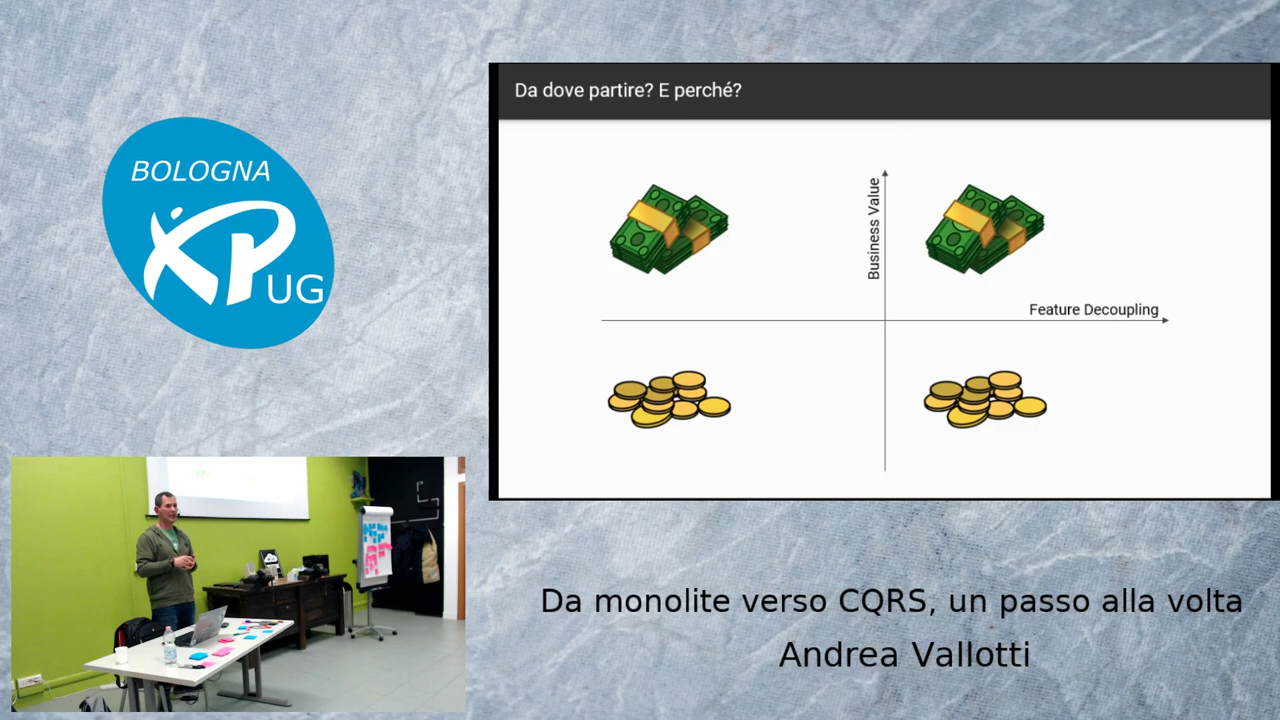 BOLOGNA
XP
UG
Da dove partire? E perché?
Business Value
Feature Decoupling
Da monolite verso CQRS, un passo alla volta
Andrea Vallotti